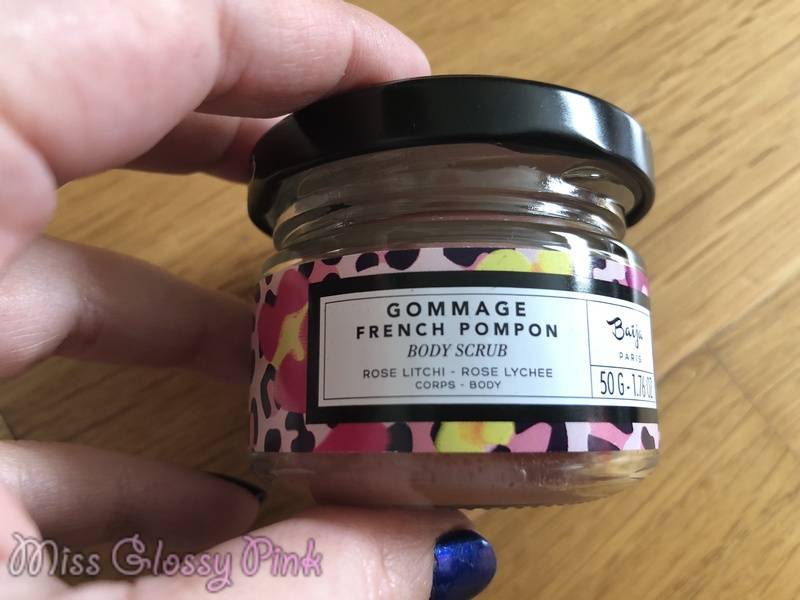 GOMMAGE
FRENCH POMPON
BODY SCRUB
ROSE LITCHI - ROSE LYCHEE
CORPS - BODY
Baïja
PARIS
50 G - 1.76 OZ
Miss Glossy Pink